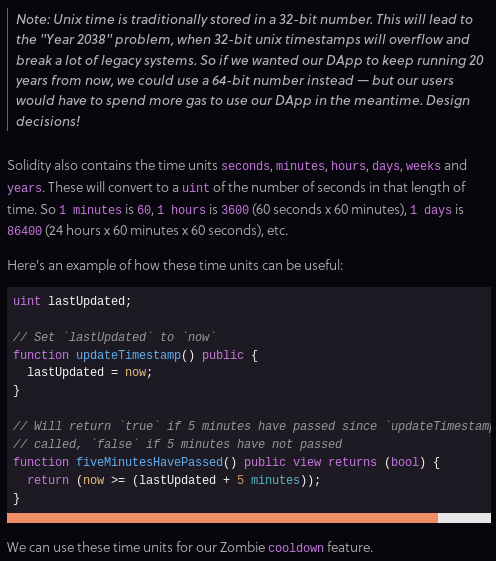 Note: Unix time is traditionally stored in a 32-bit number. This will lead to
the "Year 2038" problem, when 32-bit unix timestamps will overflow and
break a lot of legacy systems. So if we wanted our DApp to keep running 20
years from now, we could use a 64-bit number instead — but our users
would have to spend more gas to use our DApp in the meantime. Design
decisions!
Solidity also contains the time units seconds, minutes, hours, days, weeks and
years. These will convert to a uint of the number of seconds in that length of
time. So 1 minutes is 60, 1 hours is 3600 (60 seconds x 60 minutes), 1 days is
86400 (24 hours x 60 minutes x 60 seconds), etc.
Here's an example of how these time units can be useful:
uint lastUpdated;
// Set `lastUpdated` to `now`
function updateTimestamp() public {
  lastUpdated = now;
}
// Will return `true` if 5 minutes have passed since `updateTimestam
// called, `false` if 5 minutes have not passed
function fiveMinutesHavePassed() public view returns (bool) {
  return (now >= (lastUpdated + 5 minutes));
}
We can use these time units for our Zombie cooldown feature.